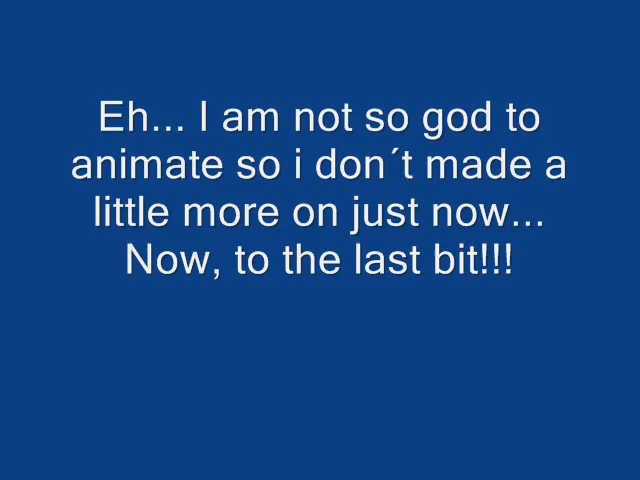 Eh... I am not so god to
animate so i don´t made a
little more on just now...
Now, to the last bit!!!